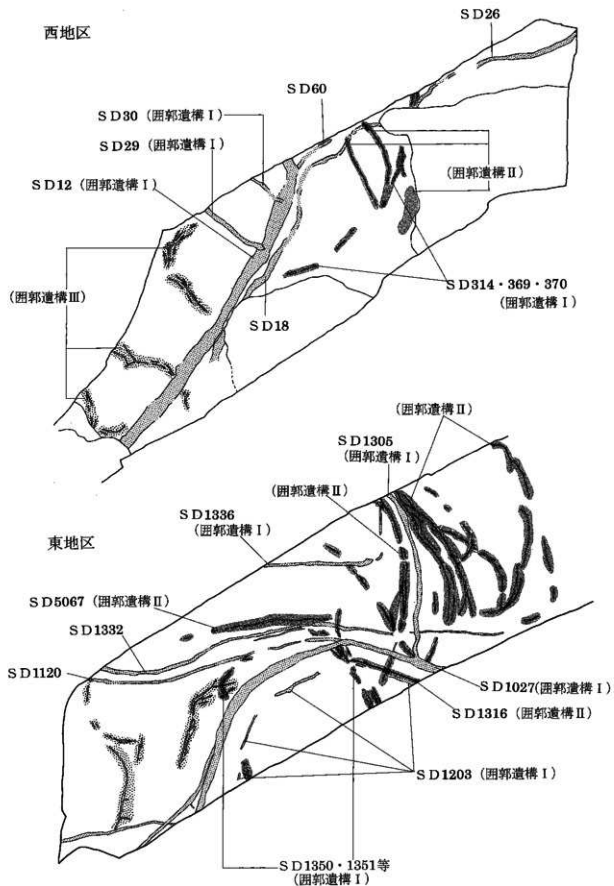 西地区
SD26
SD60
SD30 (囲郭遺構Ⅰ)
SD29 (囲郭遺構Ⅰ)
SD12 (囲郭遺構Ⅰ)
(囲郭遺構Ⅱ)
SD314・369・370
(囲郭遺構Ⅰ)
(囲郭遺構Ⅲ)
SD18
(囲郭遺構Ⅱ)
SD1305
(囲郭遺構Ⅰ)
(囲郭遺構Ⅱ)
SD1336
(囲郭遺構Ⅰ)
東地区
SD5067 (囲郭遺構Ⅱ)
SD1332
SD1120
SD1027(囲郭遺構Ⅰ)
SD1316 (囲郭遺構Ⅱ)
SD1203 (囲郭遺構Ⅰ)
SD1350・1351等
(囲郭遺構Ⅰ)